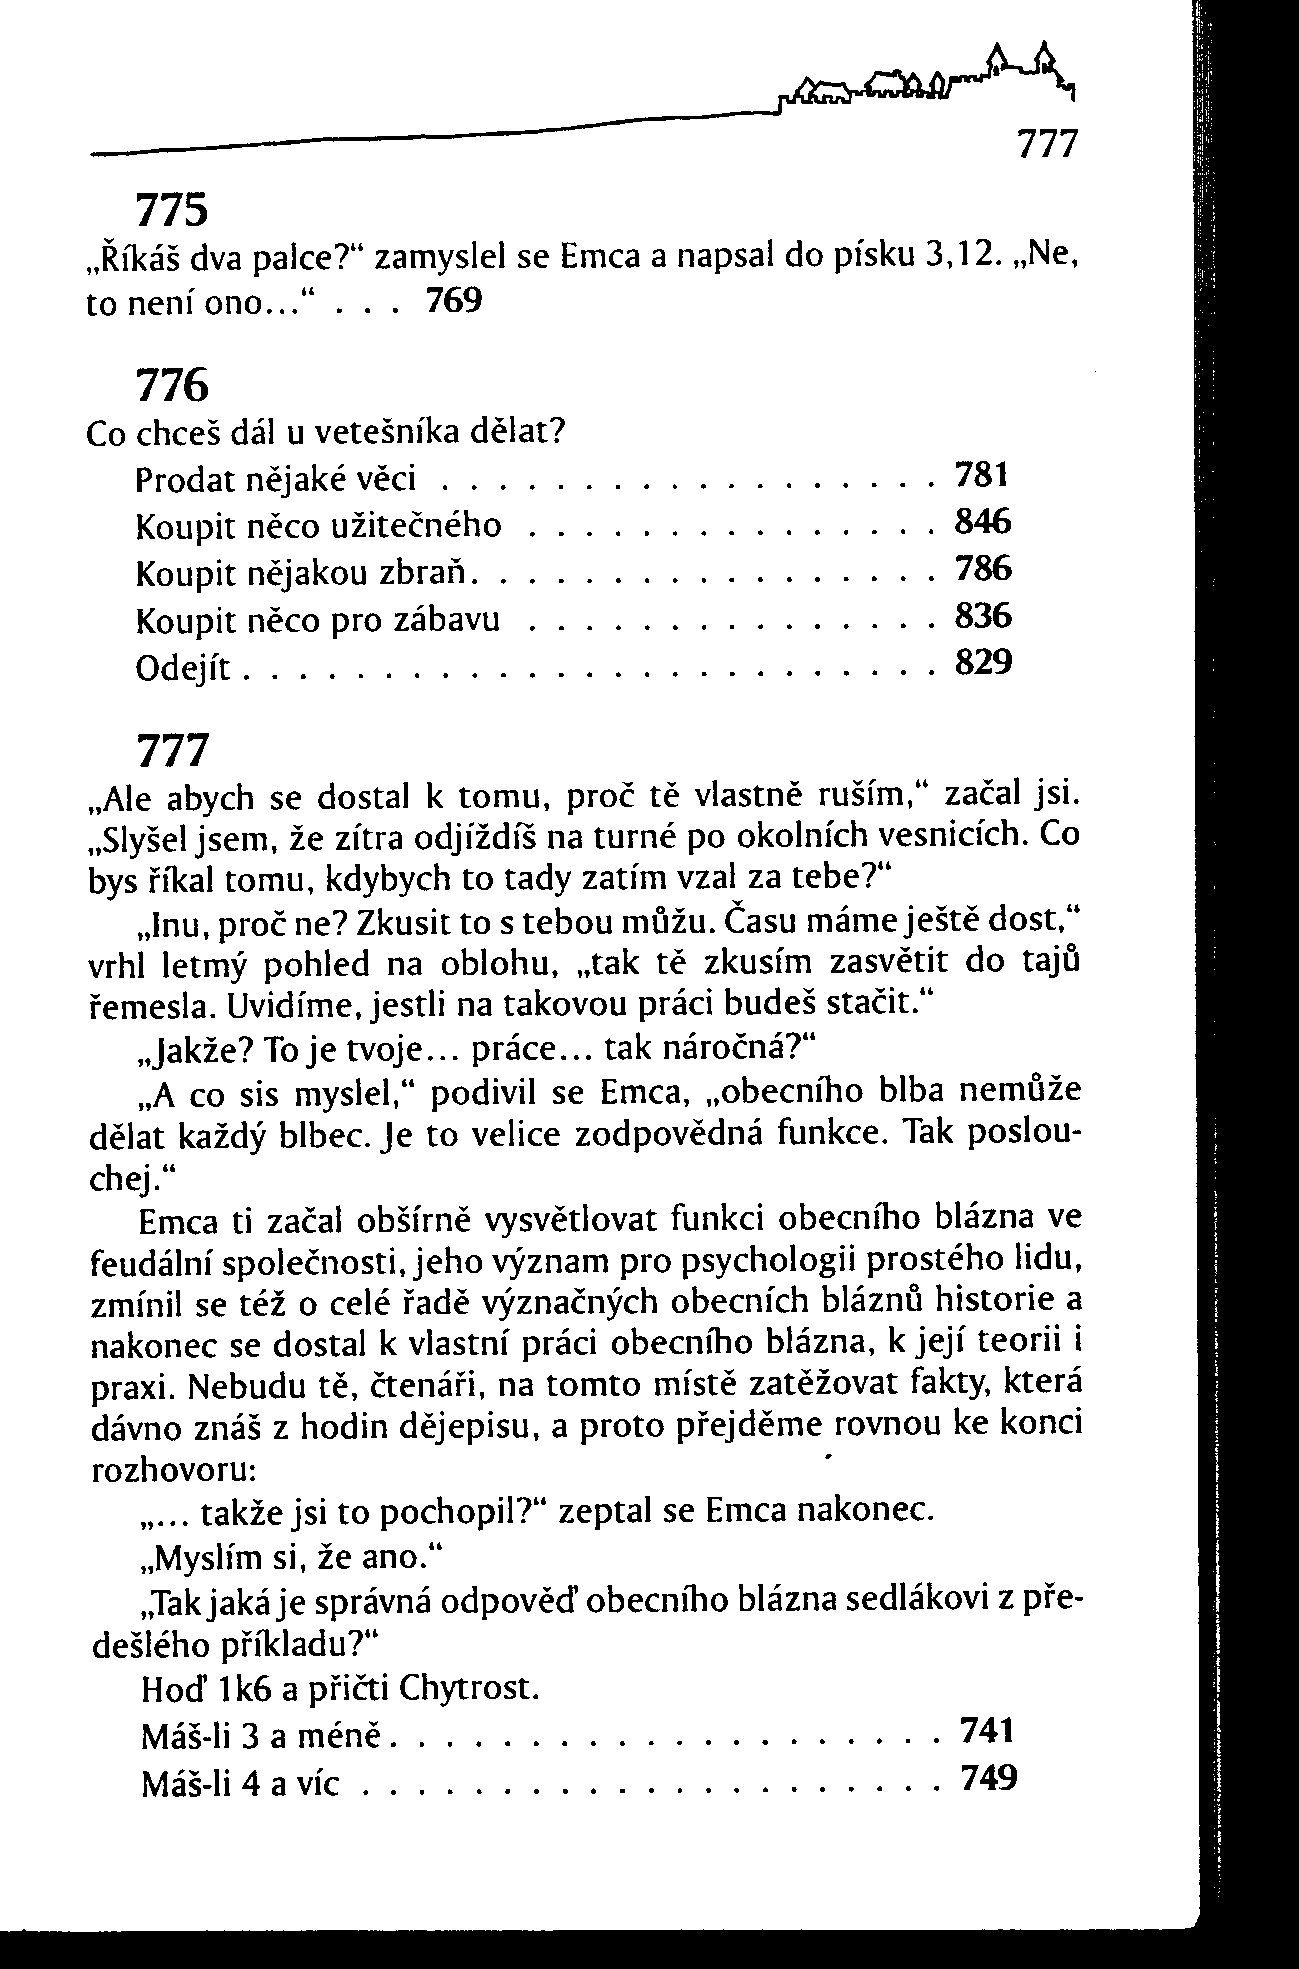 777
775
„Říkáš dva palce?“ zamyslel se Emca a napsal do písku 3,12. „Ne,
to není ono...“ . . . 769
776
Co chceš dál u vetešníka dělat?
Prodat nějaké věci . . . . . . . . . . . . . . . . . . 781
Koupit něco užitečného . . . . . . . . . . . . . . . 846
Koupit nějakou zbraň. . . . . . . . . . . . . . . . . 786
Koupit něco pro zábavu . . . . . . . . . . . . . . . 836
Odejít . . . . . . . . . . . . . . . . . . . . . . . . . 829
777
„Ale abych se dostal k tomu, proč tě vlastně ruším,“ začal jsi.
„Slyšel jsem, že zítra odjíždíš na turné po okolních vesnicích. Co
bys říkal tomu, kdybych to tady zatím vzal za tebe?“
„Inu, proč ne? Zkusit to s tebou můžu. Času máme ještě dost,“
vrhl letmý pohled na oblohu, „tak tě zkusím zasvětit do tajů
řemesla. Uvidíme, jestli na takovou práci budeš stačit.“
„Jakže? To je tvoje... práce... tak náročná?“
„A co sis myslel,“ podivil se Emca, „obecního blba nemůže
dělat každý blbec. Je to velice zodpovědná funkce. Tak poslou-
chej.“
Emca ti začal obšírně vysvětlovat funkci obecního blázna ve
feudální společnosti, jeho význam pro psychologii prostého lidu,
zmínil se též o celé řadě význačných obecních bláznů historie a
nakonec se dostal k vlastní práci obecního blázna, k její teorii i
praxi. Nebudu tě, čtenáři, na tomto místě zatěžovat fakty, která
dávno znáš z hodin dějepisu, a proto přejděme rovnou ke konci
rozhovoru:
„... takže jsi to pochopil?“ zeptal se Emca nakonec.
„Myslím si, že ano.“
„Tak jaká je správná odpověď obecního blázna sedlákovi z pře-
dešlého příkladu?“
Hoď 1k6 a přičti Chytrost.
Máš-li 3 a méně . . . . . . . . . . . . . . . . . . . . 741
Máš-li 4 a víc . . . . . . . . . . . . . . . . . . . . . 749